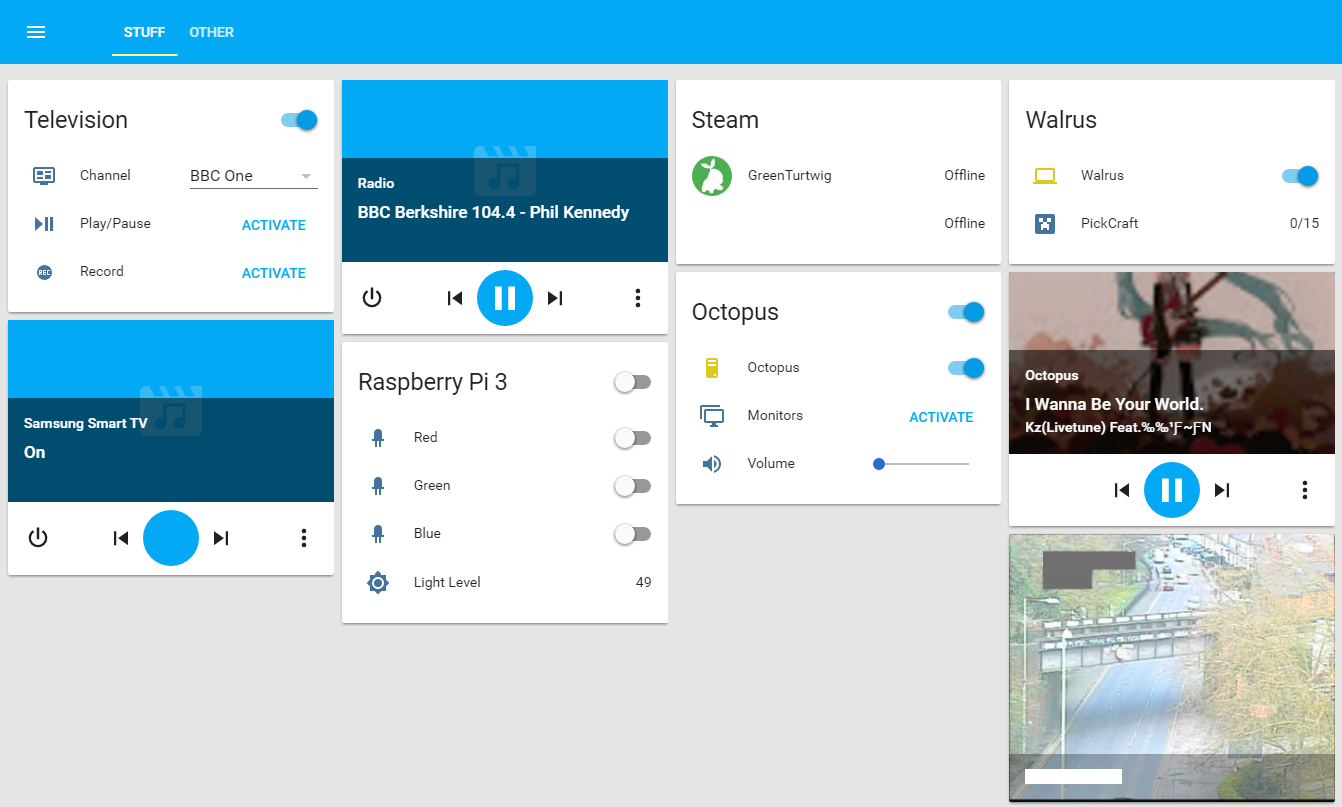 STUFF
OTHER
Television
Channel
BBC One
Play/Pause
ACTIVATE
REC
Record
ACTIVATE
Samsung Smart TV
On
Radio
BBC Berkshire 104.4 - Phil Kennedy
Raspberry Pi 3
Red
Green
Blue
Light Level
49
Steam
GreenTurtwig
Offline
Offline
Octopus
Octopus
Monitors
ACTIVATE
Volume
Walrus
Walrus
PickCraft
0/15
Octopus
I Wanna Be Your World.
Kz(Livetune) Feat.‰‰¹Ƒ~ƑN